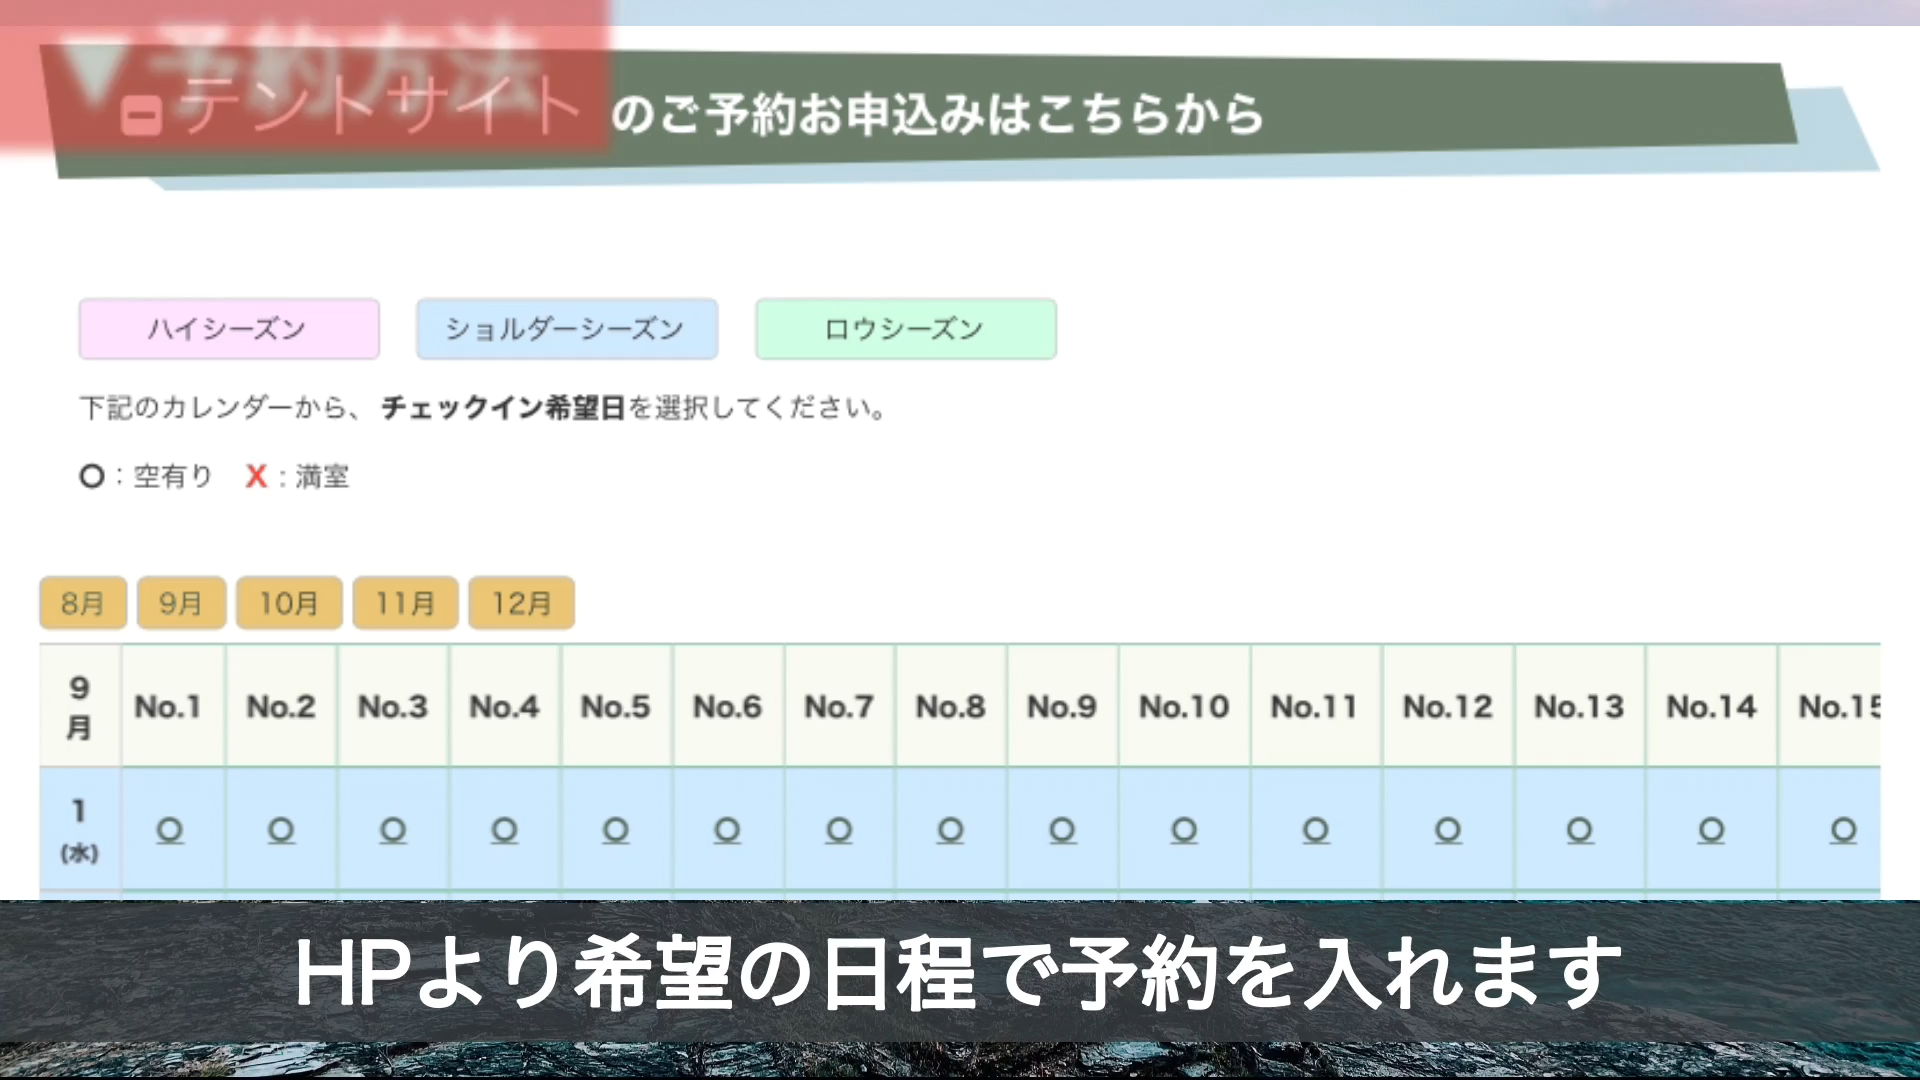 ▼予約方法
テントサイト のご予約お申込みはこちらから
ハイシーズン ショルダーシーズン ロウシーズン
下記のカレンダーから、チェックイン希望日を選択してください。
○：空有り X：満室
8月 9月 10月 11月 12月
9月 No.1 No.2 No.3 No.4 No.5 No.6 No.7 No.8 No.9 No.10 No.11 No.12 No.13 No.14 No.15
1(水) ○ ○ ○ ○ ○ ○ ○ ○ ○ ○ ○ ○ ○ ○ ○
HPより希望の日程で予約を入れます